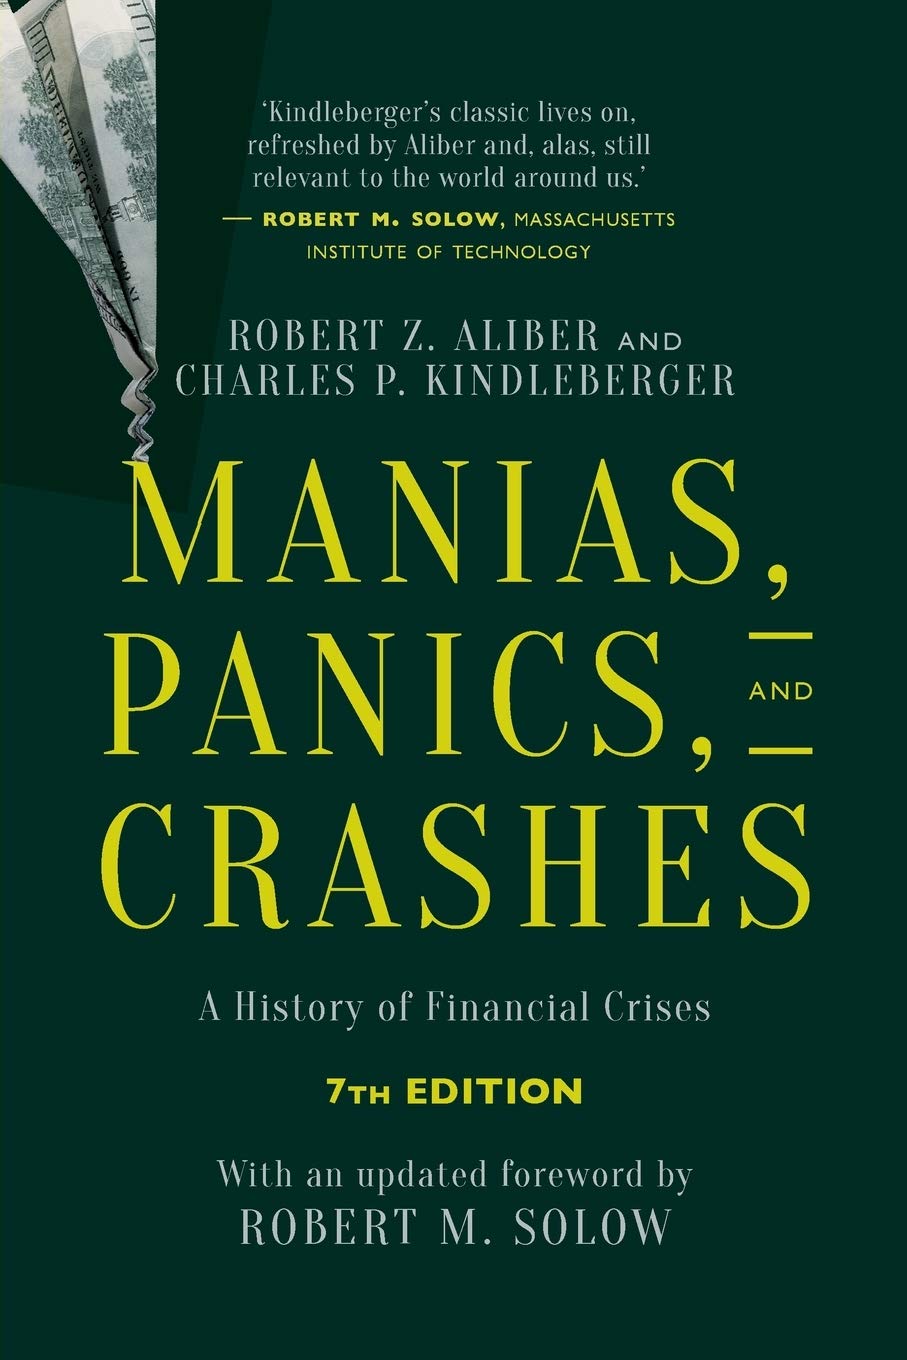 ‘Kindleberger’s classic lives on,
refreshed by Aliber and, alas, still
relevant to the world around us.’
— ROBERT M. SOLOW, MASSACHUSETTS
INSTITUTE OF TECHNOLOGY
ROBERT Z. ALIBER AND
CHARLES P. KINDLEBERGER
MANIAS,
PANICS, AND
CRASHES
A History of Financial Crises
7TH EDITION
With an updated foreword by
ROBERT M. SOLOW